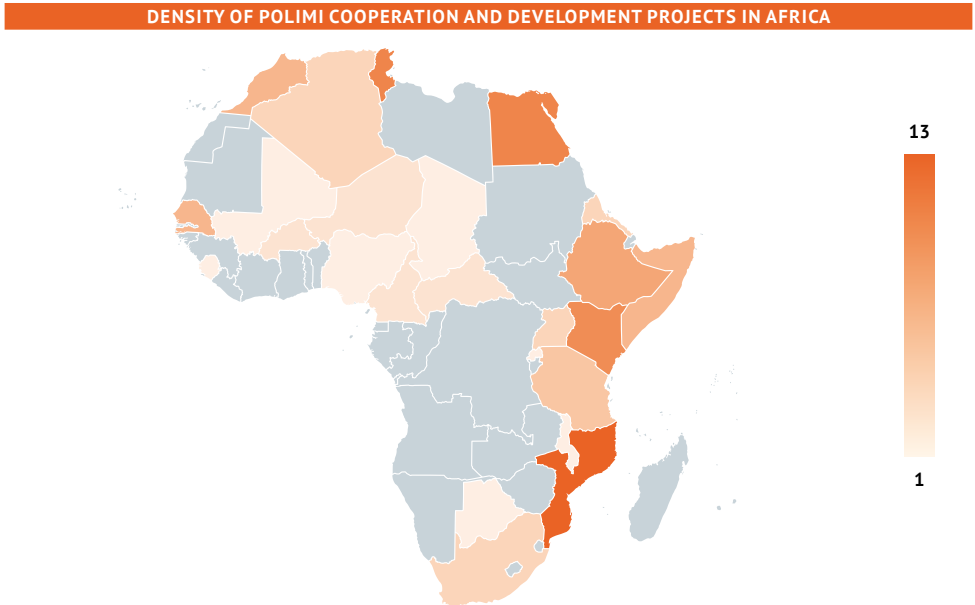 DENSITY OF POLIMI COOPERATION AND DEVELOPMENT PROJECTS IN AFRICA
13
1